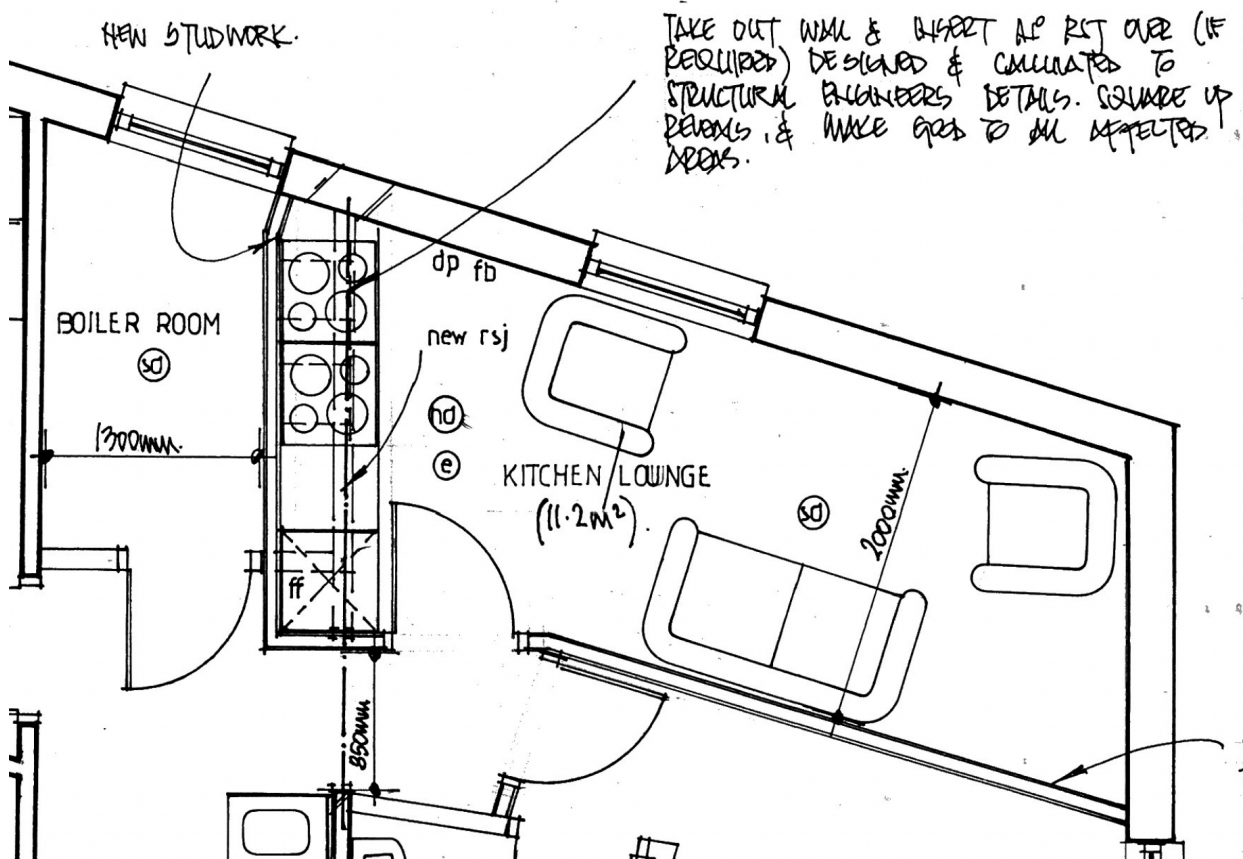 NEW STUDWORK.
TAKE OUT WALL & INSERT RSJ OVER (IF
REQUIRED) DESIGNED & CALCULATED TO
STRUCTURAL ENGINEERS DETAILS. SQUARE UP
REVEALS, & MAKE GOOD TO ALL AFFECTED
AREAS.
dp fb
BOILER ROOM
sd
new rsj
hd
1300mm.
e
KITCHEN LOUNGE
(11.2m²).
sd
2000mm.
ff
850mm